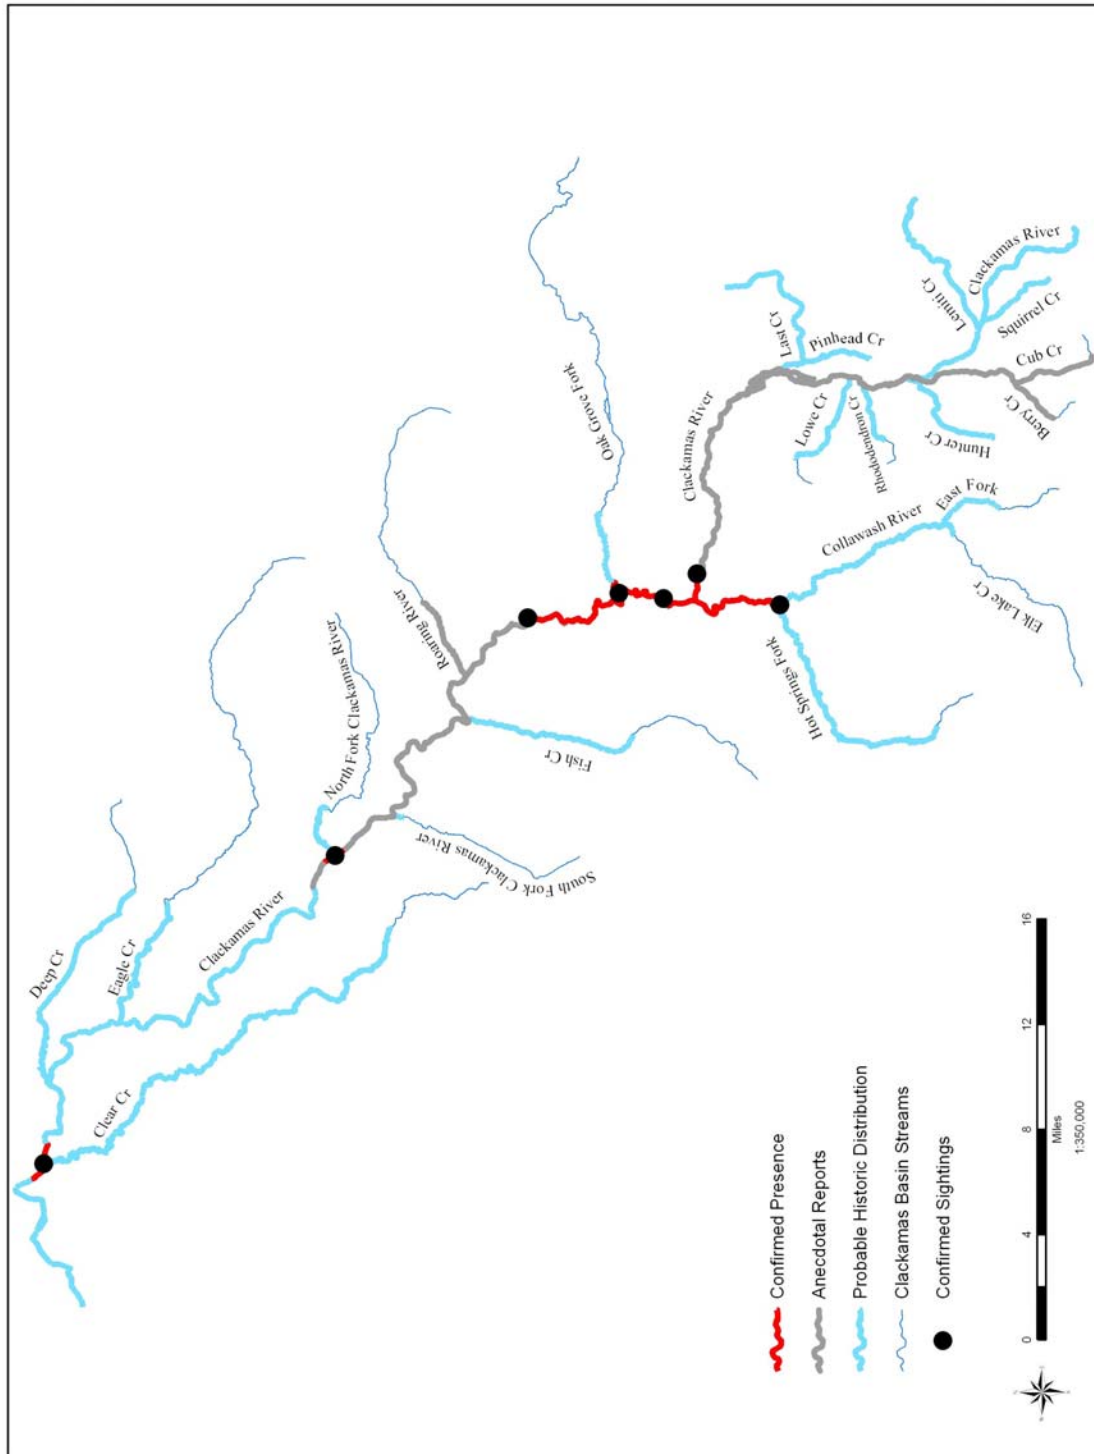 Deep Cr
Eagle Cr
Clackamas River
North Fork Clackamas River
Clear Cr
South Fork Clackamas River
Roaring River
Fish Cr
Oak Grove Fork
Clackamas River
Last Cr
Pinhead Cr
Lowe Cr
Rhododendron Cr
Lemiti Cr
Clackamas River
Squirrel Cr
Cub Cr
Berry Cr
Hunter Cr
Collawash River
East Fork
Elk Lake Cr
Hot Springs Fork
Confirmed Presence
Anecdotal Reports
Probable Historic Distribution
Clackamas Basin Streams
Confirmed Sightings
0 4 8 12 16
Miles
1:350,000